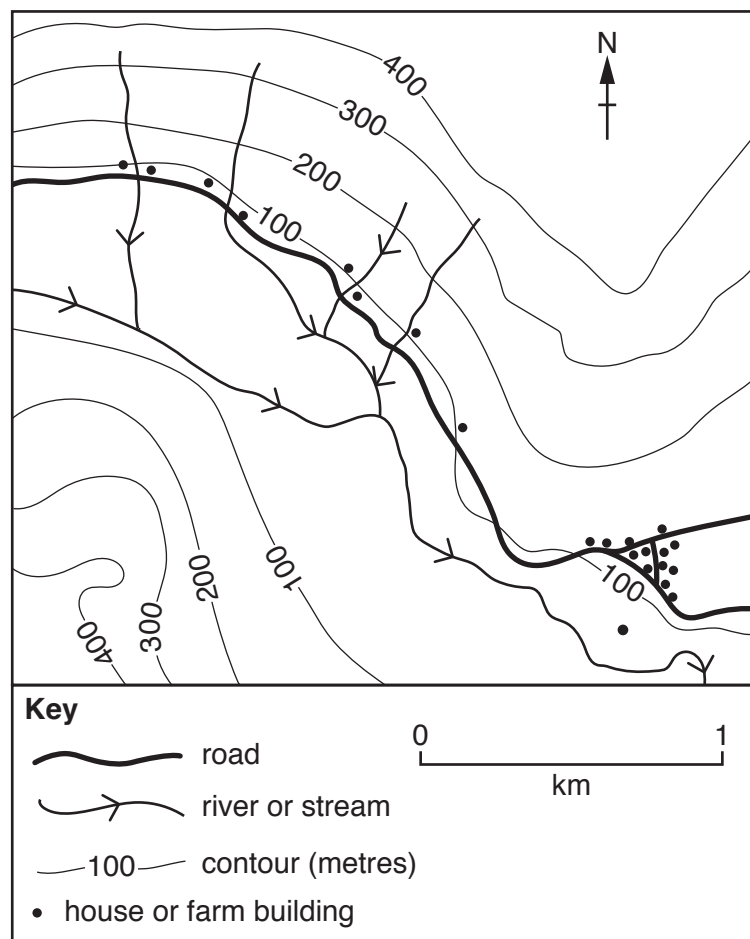 N
400
300
200
100
100
200
100
300
400
Key
0 1
km
road
river or stream
100 contour (metres)
house or farm building